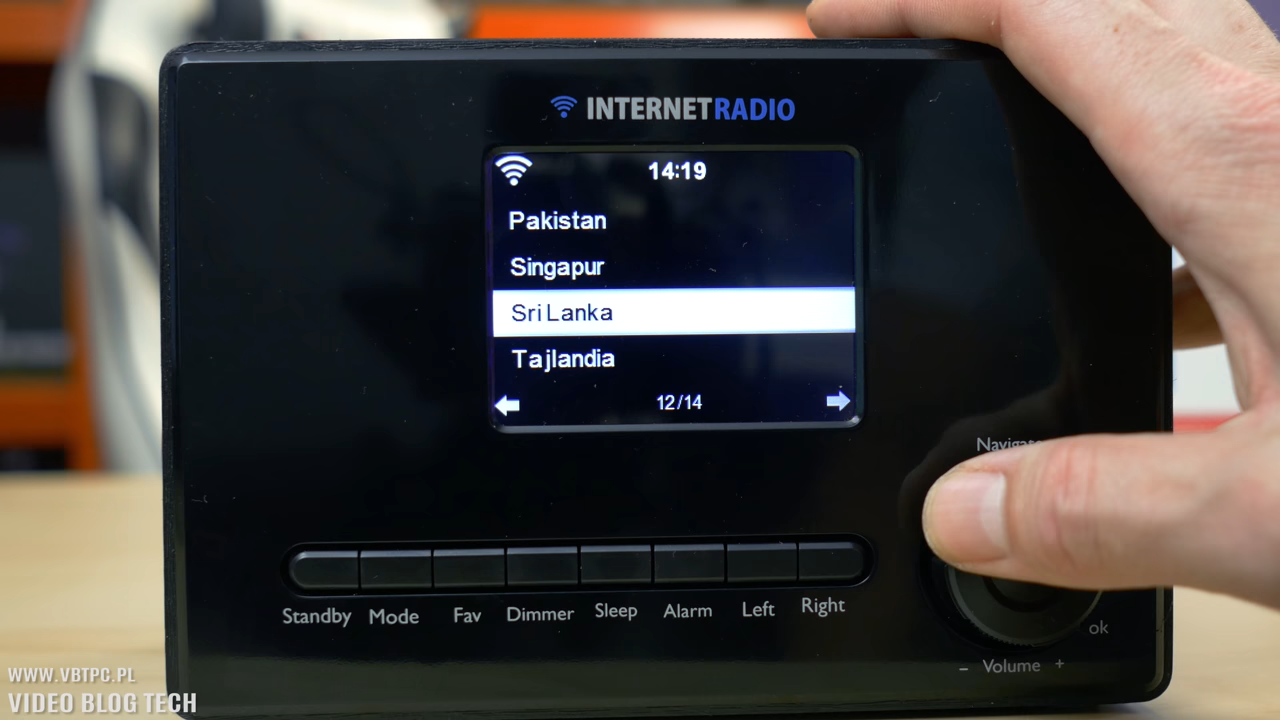 INTERNETRADIO
14:19
Pakistan
Singapur
Sri Lanka
Tajlandia
12/14
Standby Mode Fav Dimmer Sleep Alarm Left Right
ok
- Volume +
WWW.VBTPC.PL
VIDEO BLOG TECH